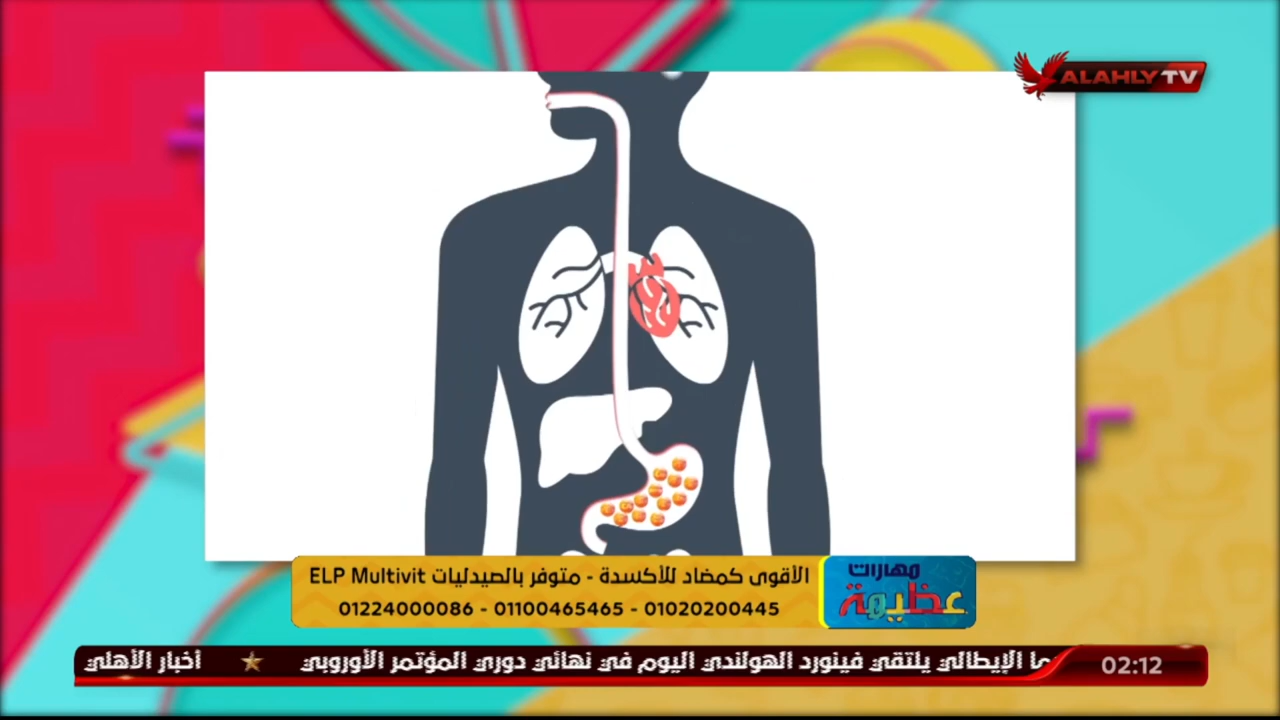 ALAHLY TV
الأقوى كمضاد للأكسدة - متوفر بالصيدليات ELP Multivit
01224000086 - 01100465465 - 01020200445
مهارات
عظيمة
ما الإيطالي يلتقي فينورد الهولندي اليوم في نهائي دوري المؤتمر الأوروبي ★ أخبار الأهلي
02:12